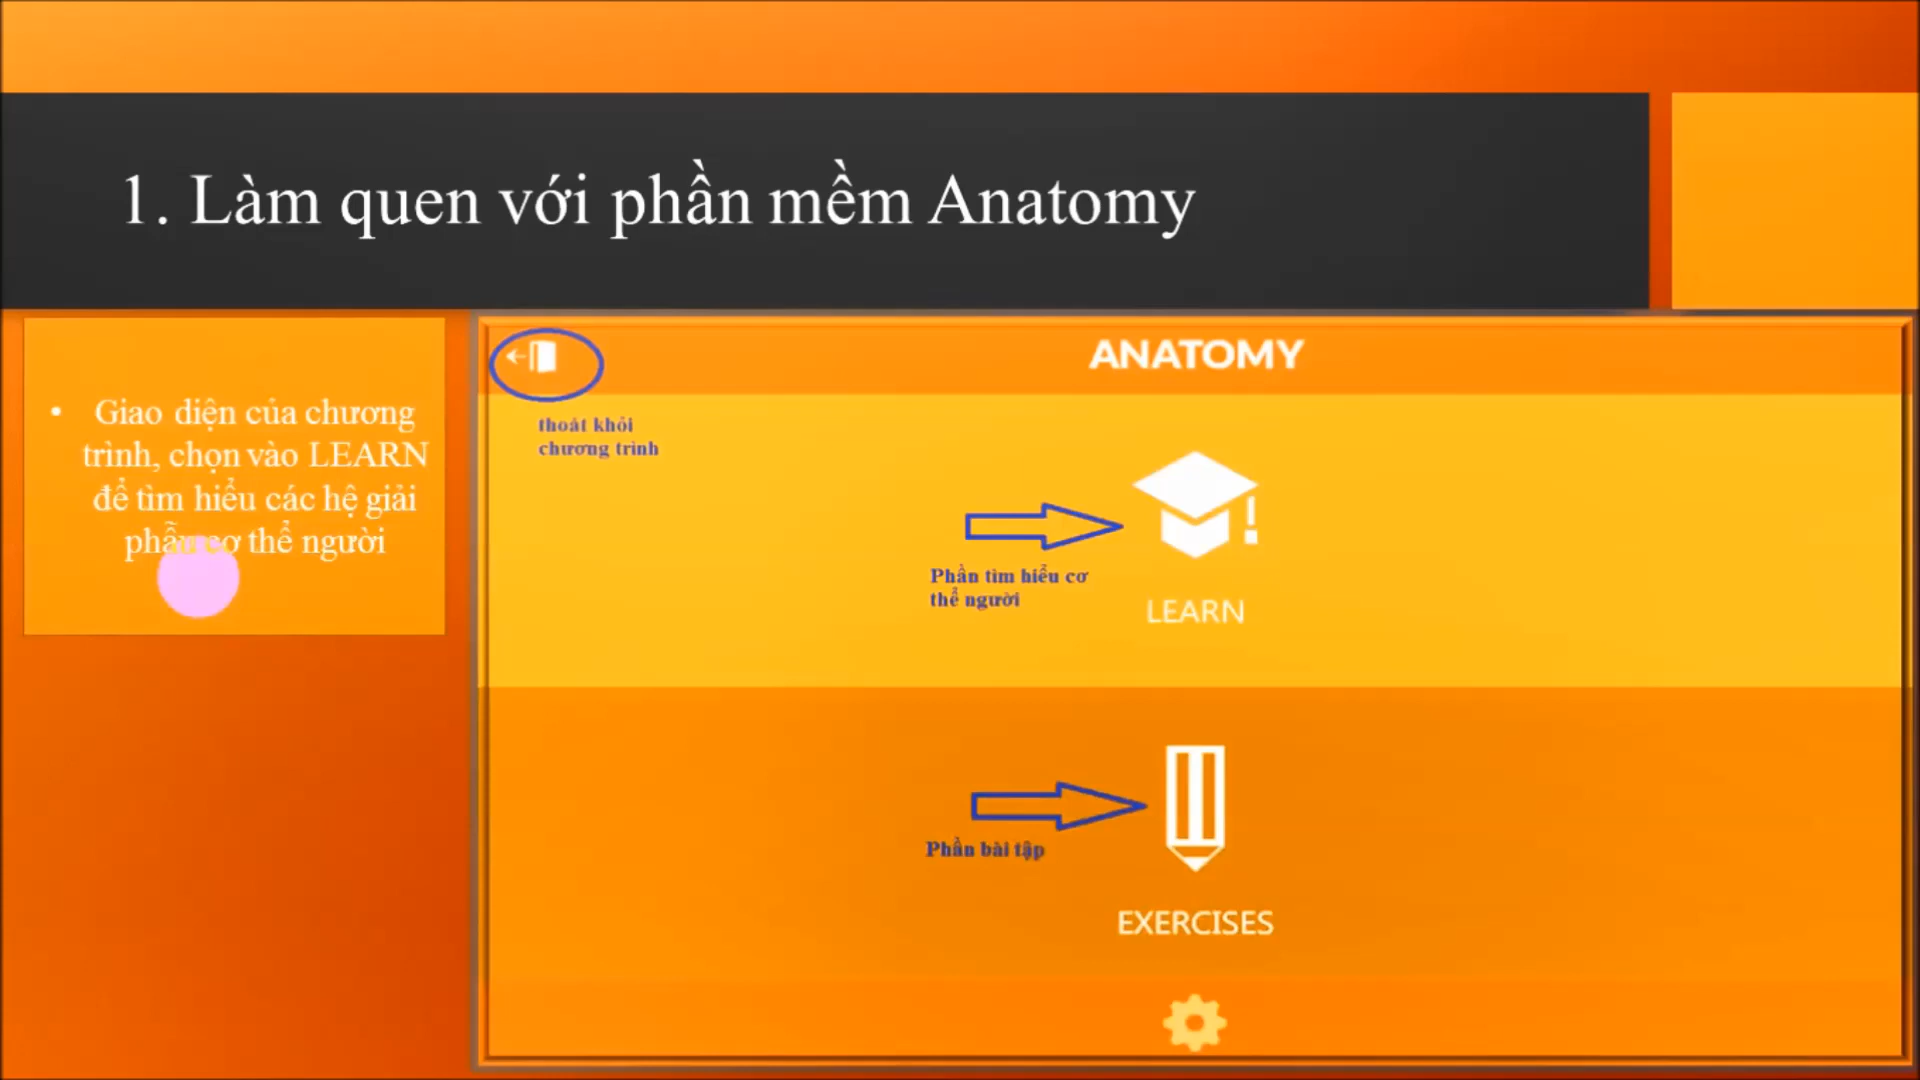 1. Làm quen với phần mềm Anatomy
• Giao diện của chương
trình, chọn vào LEARN
để tìm hiểu các hệ giải
phẫu cơ thể người
ANATOMY
thoát khỏi
chương trình
Phần tìm hiểu cơ
thể người
LEARN
Phần bài tập
EXERCISES